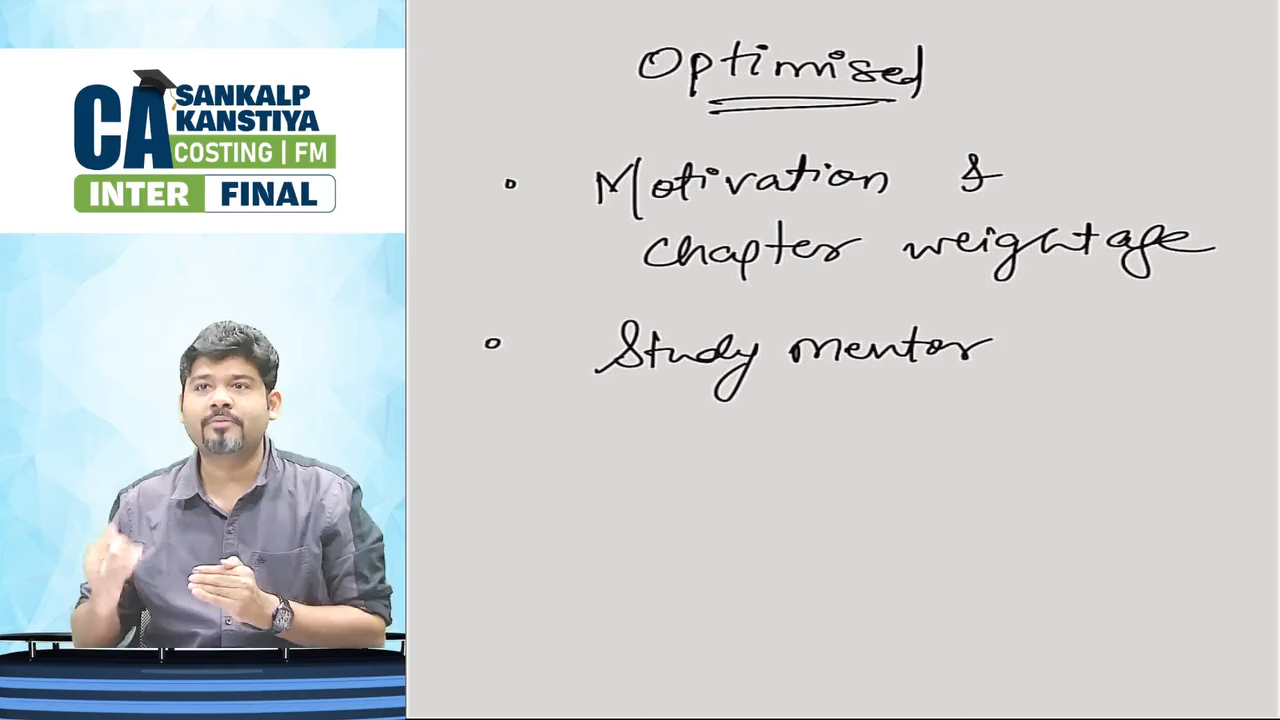 CA
SANKALP
KANSTIYA
COSTING | FM
INTER FINAL
Optimised
• Motivation &
chapter weightage
• Study mentor